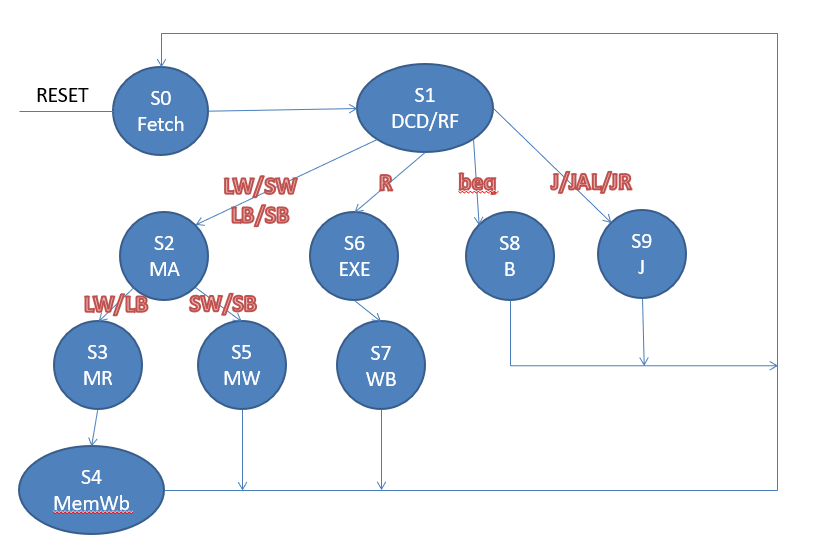 RESET
S0
Fetch
S1
DCD/RF
LW/SW
LB/SB
R
beq
J/JAL/JR
S2
MA
S6
EXE
S8
B
S9
J
LW/LB
SW/SB
S3
MR
S5
MW
S7
WB
S4
MemWb